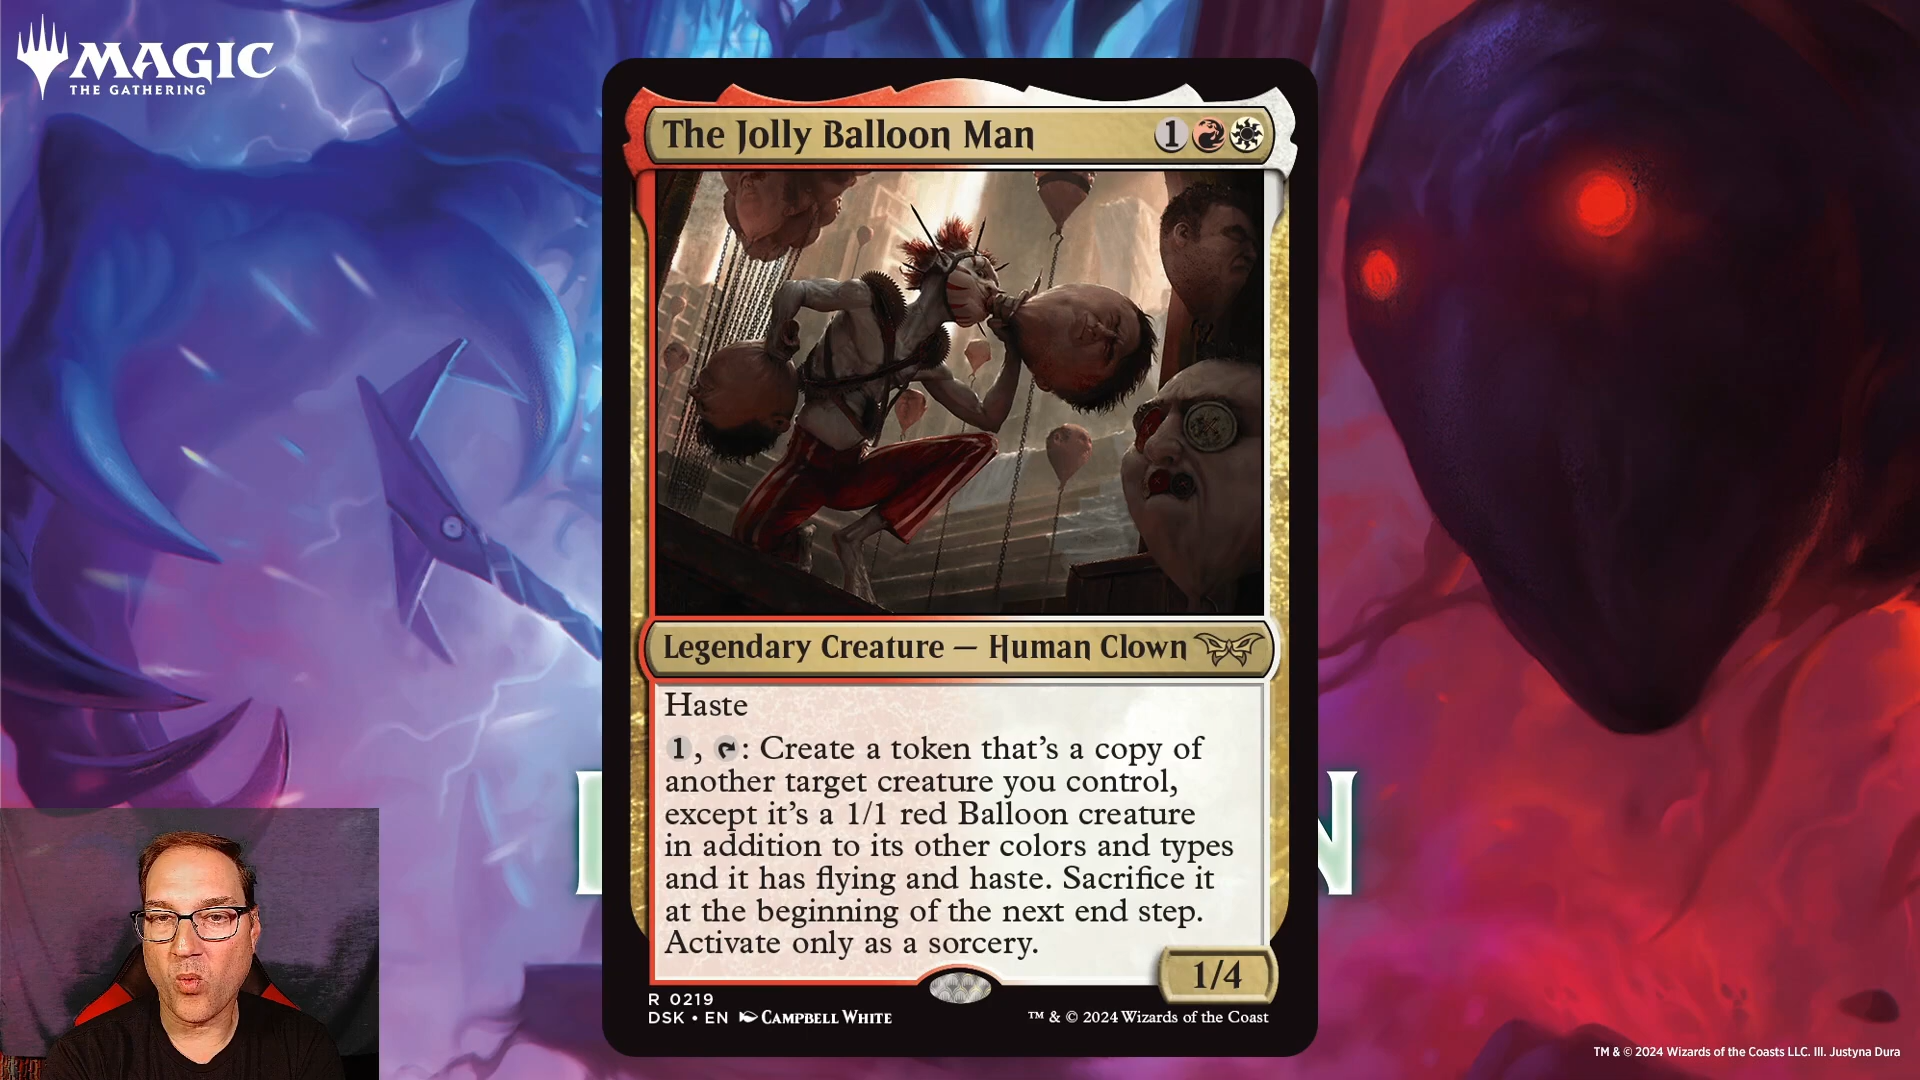 MAGIC
THE GATHERING
The Jolly Balloon Man 1
Legendary Creature — Human Clown
Haste
1, : Create a token that's a copy of
another target creature you control,
except it's a 1/1 red Balloon creature
in addition to its other colors and types
and it has flying and haste. Sacrifice it
at the beginning of the next end step.
Activate only as a sorcery.
1/4
R 0219
DSK • EN CAMPBELL WHITE
™ & © 2024 Wizards of the Coast
N
TM & © 2024 Wizards of the Coasts LLC. Ill. Justyna Dura